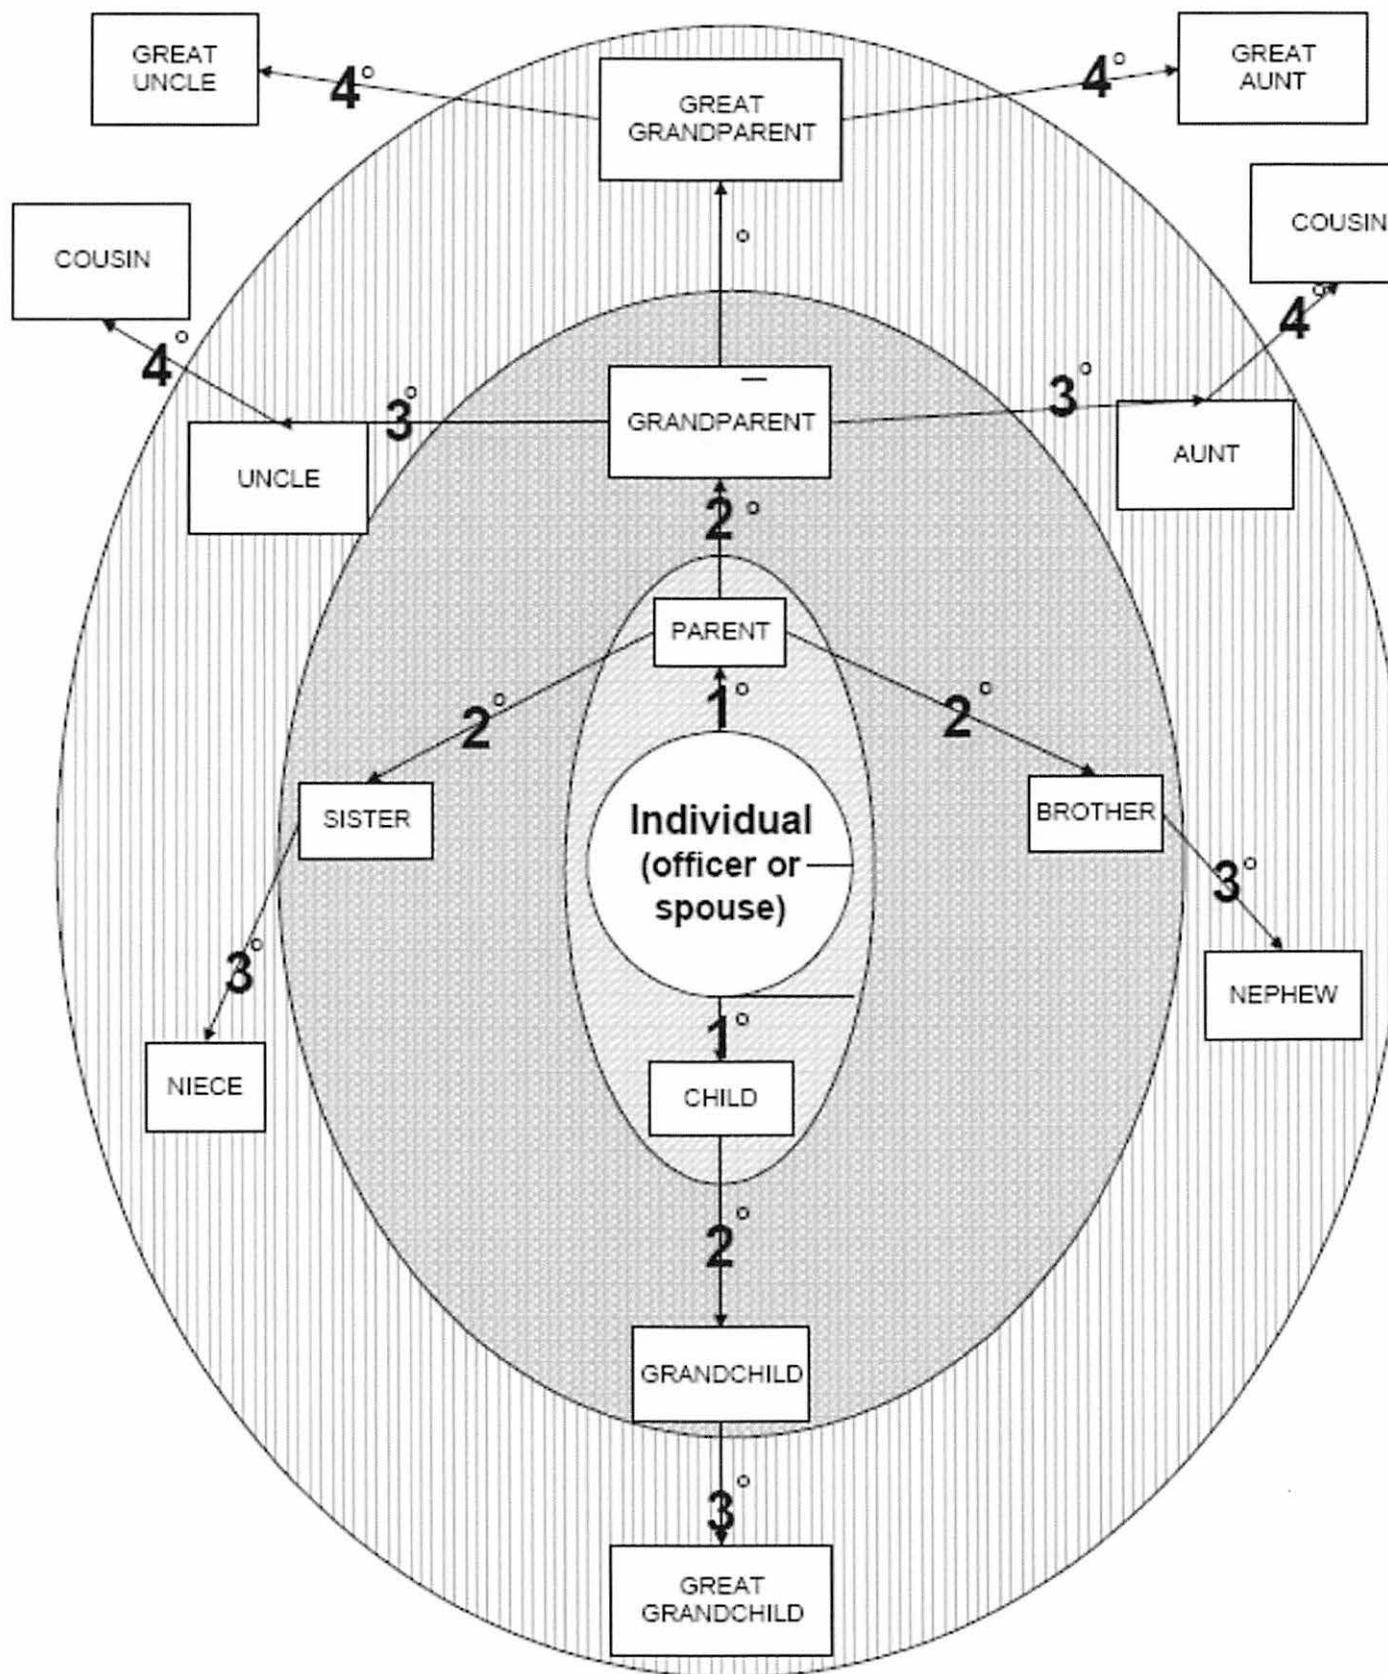 GREAT
UNCLE
4°
GREAT
GRANDPARENT
4°
GREAT
AUNT
COUSIN
4°
°
COUSIN
4°
UNCLE
3°
GRANDPARENT
3°
AUNT
2°
PARENT
2°
1°
2°
SISTER
Individual
(officer or
spouse)
BROTHER
3°
3°
NIECE
1°
NEPHEW
CHILD
2°
GRANDCHILD
3°
GREAT
GRANDCHILD